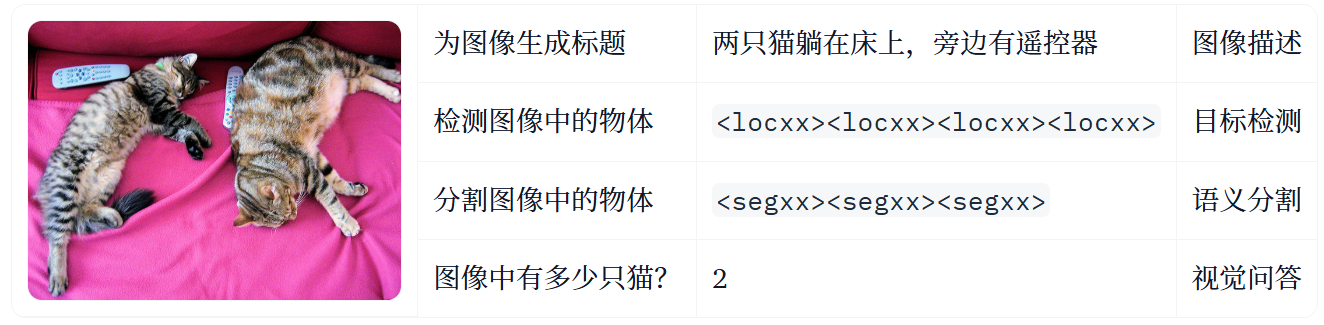 为图像生成标题 两只猫躺在床上，旁边有遥控器 图像描述
检测图像中的物体 <locxx><locxx><locxx><locxx> 目标检测
分割图像中的物体 <segxx><segxx><segxx> 语义分割
图像中有多少只猫？ 2 视觉问答